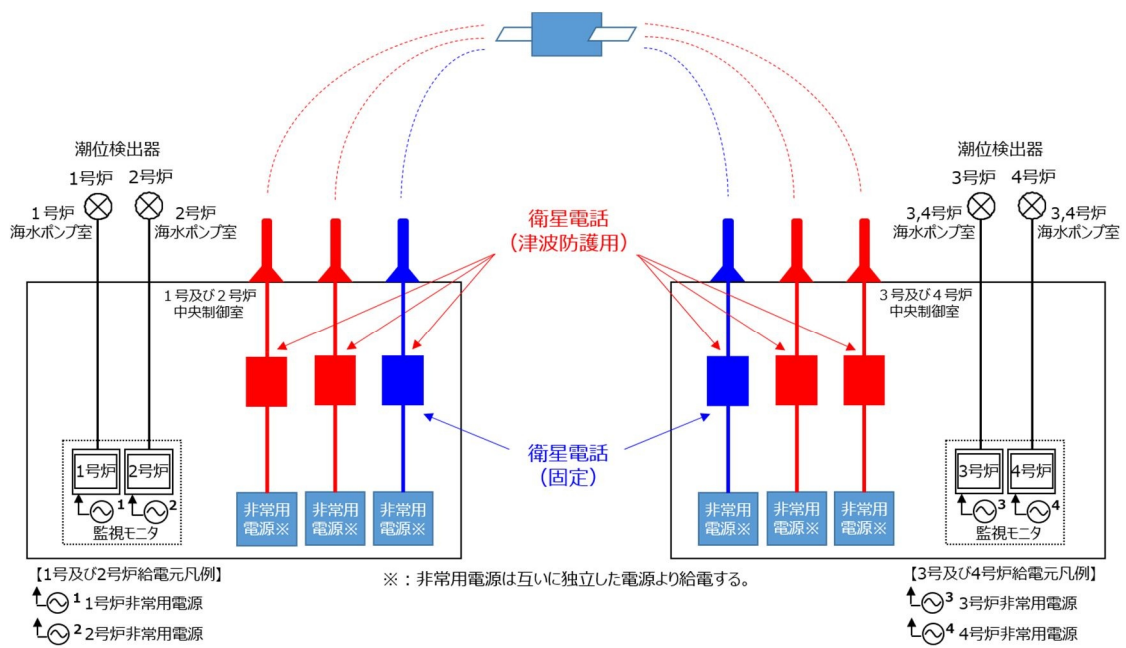 潮位検出器
1号炉 2号炉
1号炉
海水ポンプ室
2号炉
海水ポンプ室
衛星電話
（津波防護用）
潮位検出器
3号炉 4号炉
3,4号炉
海水ポンプ室
3,4号炉
海水ポンプ室
1号及び2号炉
中央制御室
3号及び4号炉
中央制御室
衛星電話
（固定）
1号炉 2号炉
1 2
監視モニタ
非常用
電源※
非常用
電源※
非常用
電源※
非常用
電源※
非常用
電源※
非常用
電源※
3号炉 4号炉
3 4
監視モニタ
【1号及び2号炉給電元凡例】
1 1号炉非常用電源
2 2号炉非常用電源
※：非常用電源は互いに独立した電源より給電する。
【3号及び4号炉給電元凡例】
3 3号炉非常用電源
4 4号炉非常用電源